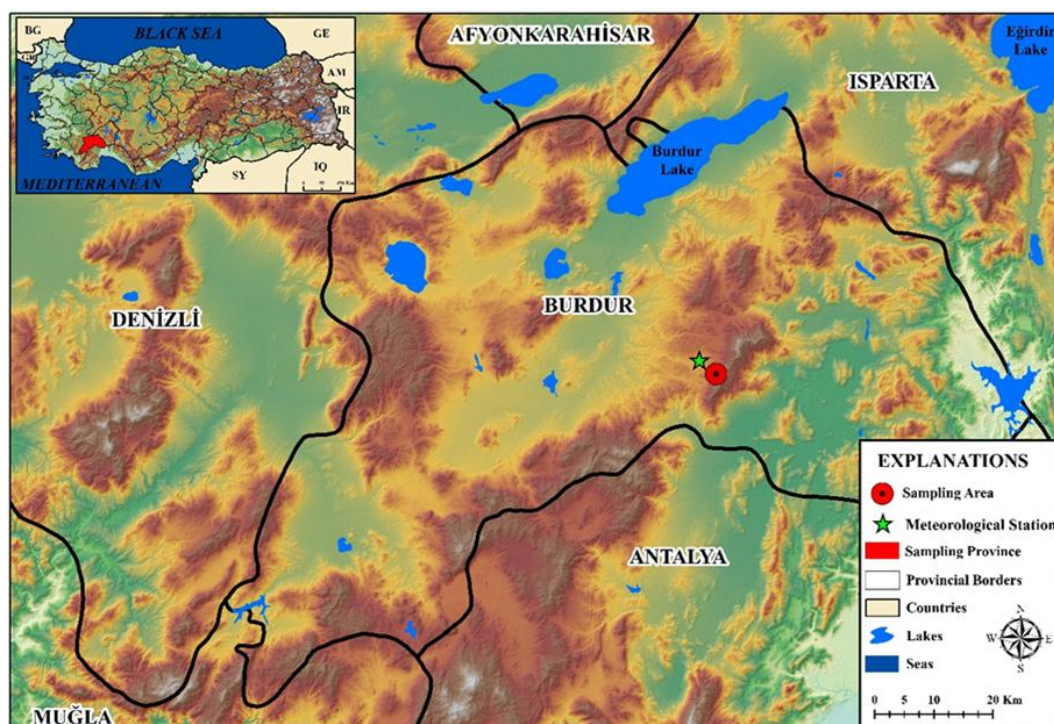 BG
BLACK SEA
GE
GR
AM
IR
MEDITERRANEAN
SY
IQ
AFYONKARAHİSAR
Eğirdir
Lake
ISPARTA
Burdur
Lake
DENİZLİ
BURDUR
ANTALYA
MUĞLA
EXPLANATIONS
Sampling Area
Meteorological Station
Sampling Province
Provincial Borders
Countries
Lakes
Seas
N
W E
S
0 5 10 20 Km